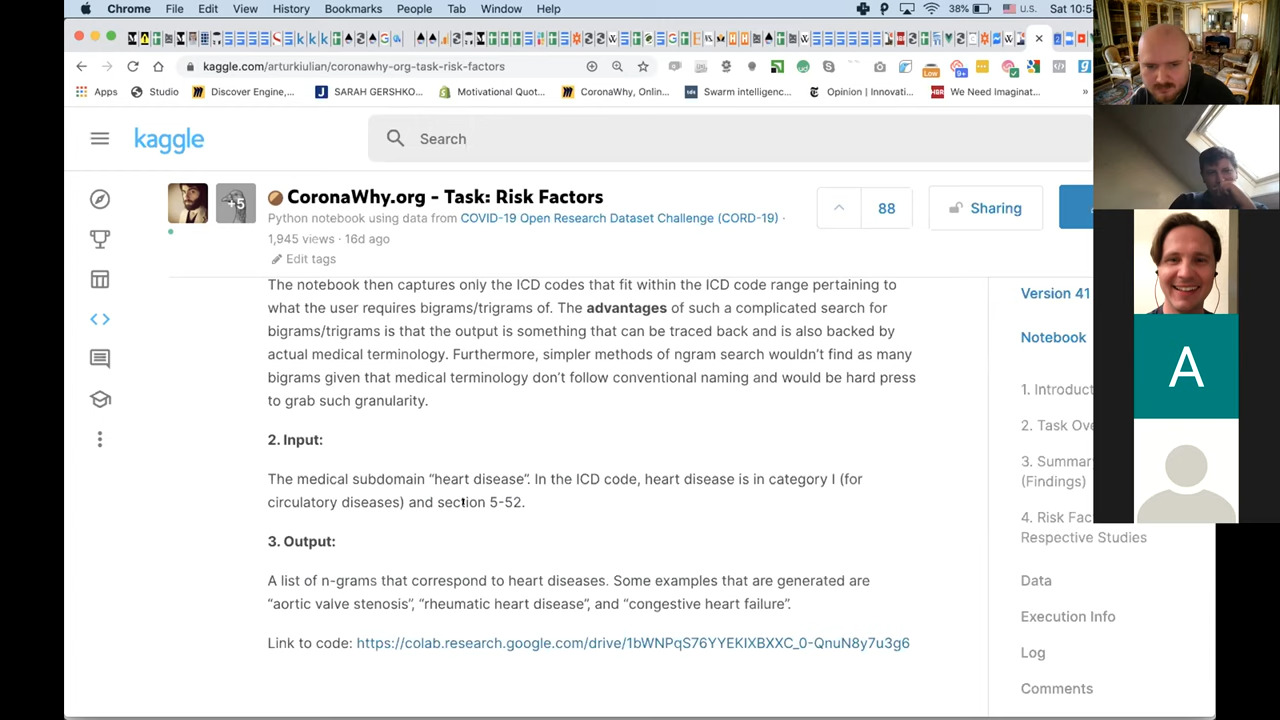 Chrome File Edit View History Bookmarks People Tab Window Help 38% U.S. Sat 10:5
kaggle.com/arturkiulian/coronawhy-org-task-risk-factors
Low 9+
Apps Studio Discover Engine,... SARAH GERSHKO... Motivational Quot... CoronaWhy, Onlin... tds Swarm intelligenc... Opinion | Innovati... HBR We Need Imaginat... »
kaggle Search
+5 CoronaWhy.org - Task: Risk Factors
88 Sharing
Python notebook using data from COVID-19 Open Research Dataset Challenge (CORD-19) ·
1,945 views · 16d ago
Edit tags
The notebook then captures only the ICD codes that fit within the ICD code range pertaining to
what the user requires bigrams/trigrams of. The advantages of such a complicated search for
bigrams/trigrams is that the output is something that can be traced back and is also backed by
actual medical terminology. Furthermore, simpler methods of ngram search wouldn't find as many
bigrams given that medical terminology don't follow conventional naming and would be hard press
to grab such granularity.
2. Input:
The medical subdomain "heart disease". In the ICD code, heart disease is in category I (for
circulatory diseases) and section 5-52.
3. Output:
A list of n-grams that correspond to heart diseases. Some examples that are generated are
"aortic valve stenosis", "rheumatic heart disease", and "congestive heart failure".
Link to code: https://colab.research.google.com/drive/1bWNPqS76YYEKIXBXXC_0-QnuN8y7u3g6
Version 41
Notebook
1. Introduct
2. Task Ove
3. Summar
(Findings)
4. Risk Fac
Respective Studies
Data
Execution Info
Log
Comments
A